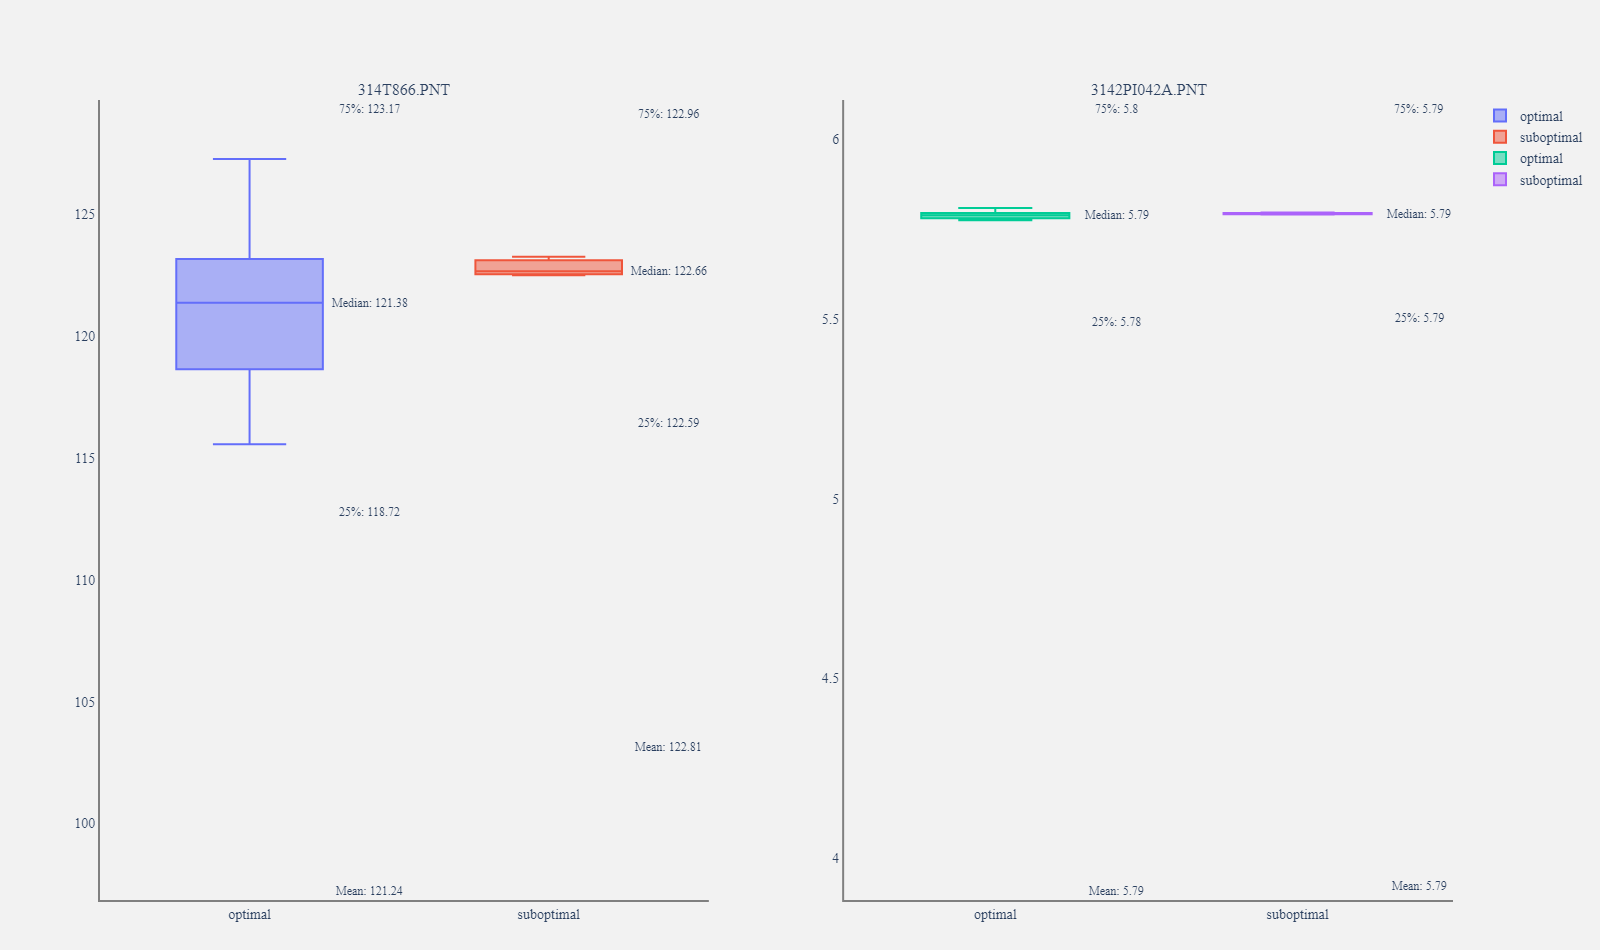 314T866.PNT
75%: 123.17
75%: 122.96
125
120
115
110
105
100
Median: 121.38
Median: 122.66
25%: 118.72
25%: 122.59
Mean: 121.24
Mean: 122.81
optimal
suboptimal
3142PI042A.PNT
75%: 5.8
75%: 5.79
6
5.5
5
4.5
4
Median: 5.79
Median: 5.79
25%: 5.78
25%: 5.79
Mean: 5.79
Mean: 5.79
optimal
suboptimal
optimal
suboptimal
optimal
suboptimal